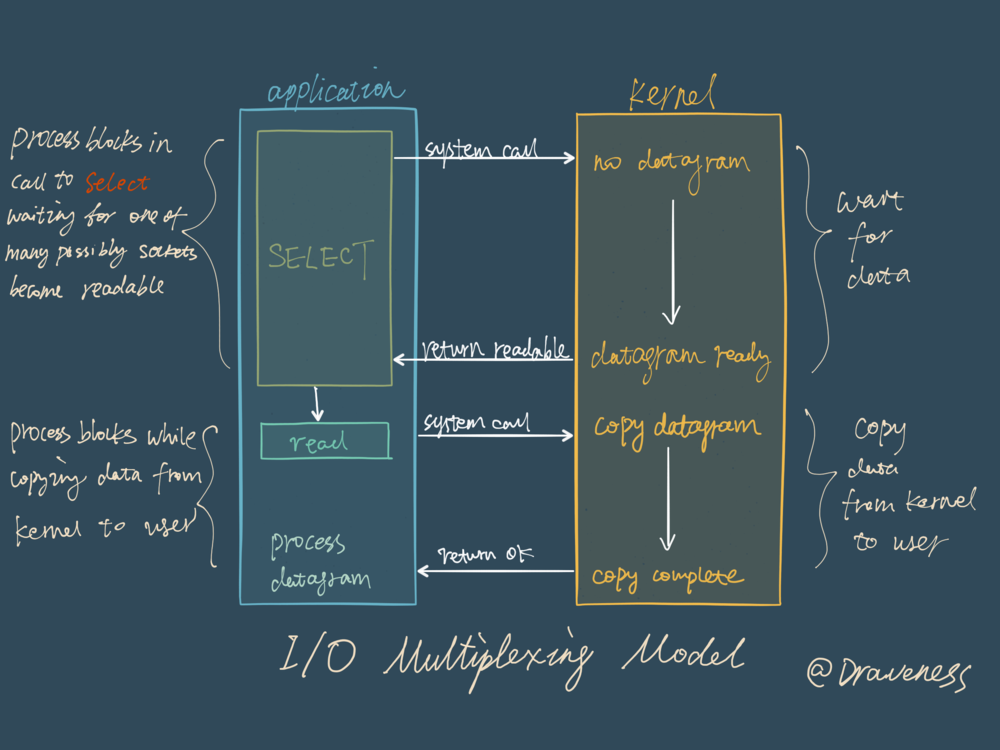 application
Kernel
process blocks in
call to select
waiting for one of
many possibly sockets
become readable
SELECT
system call
no datagram
wait
for
data
return readable
datagram ready
process blocks while
copying data from
kernel to user
read
system call
copy datagram
copy
data
from kernel
to user
process
datagram
return ok
copy complete
I/O Multiplexing Model
@Draveness